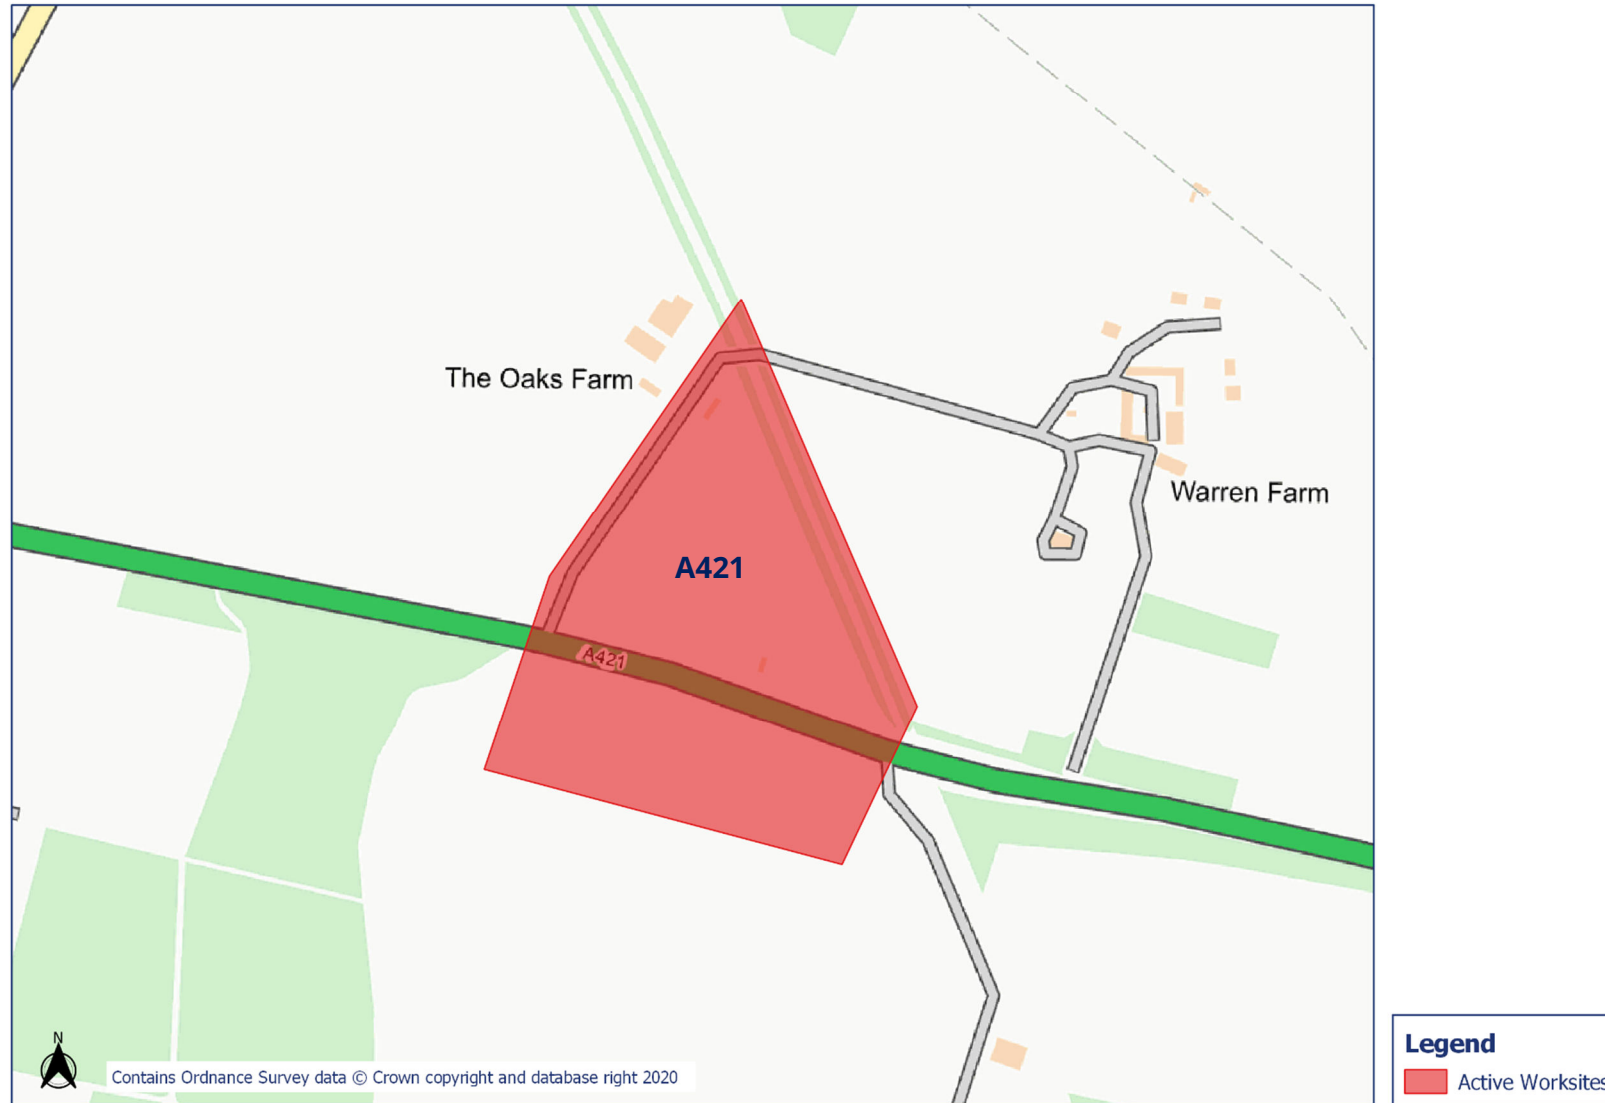 The Oaks Farm
Warren Farm
A421
A421
N
Contains Ordnance Survey data © Crown copyright and database right 2020
Legend
Active Worksites